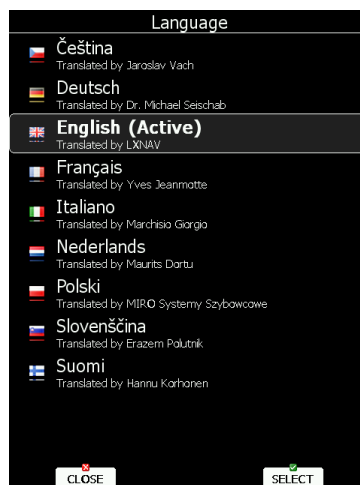 Language
Čeština
Translated by Jaroslav Vach
Deutsch
Translated by Dr. Michael Seischab
English (Active)
Translated by LXNAV
Français
Translated by Yves Jeanmotte
Italiano
Translated by Marchisio Giorgio
Nederlands
Translated by Maurits Dartu
Polski
Translated by MIRO Systemy Szybowcowe
Slovenščina
Translated by Erazem Polutnik
Suomi
Translated by Hannu Karhonen
CLOSE SELECT